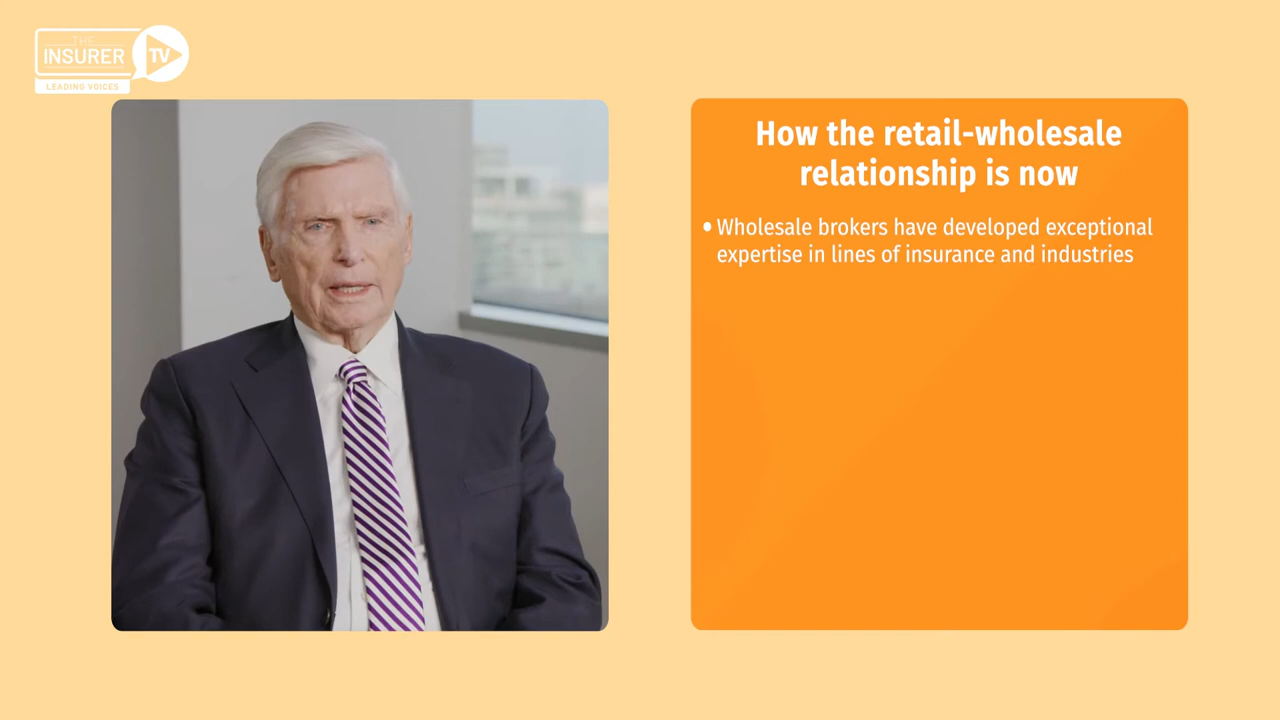 THE
INSURER
TV
LEADING VOICES
How the retail-wholesale
relationship is now
• Wholesale brokers have developed exceptional
expertise in lines of insurance and industries